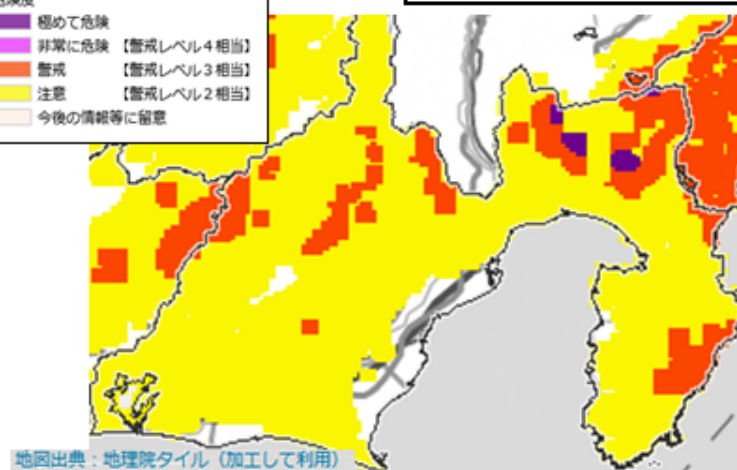 険度
極めて危険
非常に危険 【警戒レベル4相当】
警戒 【警戒レベル3相当】
注意 【警戒レベル2相当】
今後の情報等に留意
地図出典：地理院タイル（加工して利用）